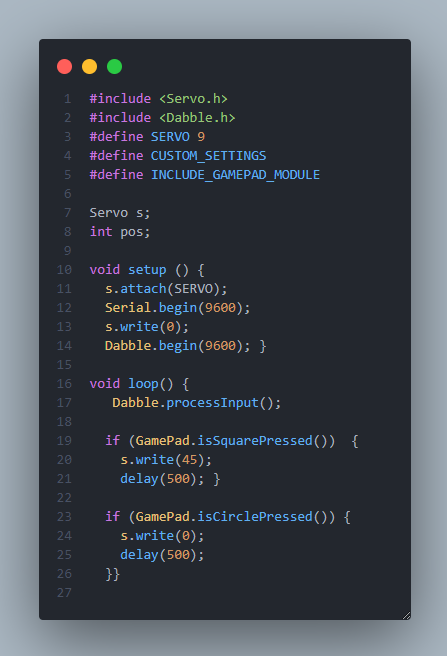 1 #include <Servo.h>
2 #include <Dabble.h>
3 #define SERVO 9
4 #define CUSTOM_SETTINGS
5 #define INCLUDE_GAMEPAD_MODULE
6
7 Servo s;
8 int pos;
9
10 void setup () {
11   s.attach(SERVO);
12   Serial.begin(9600);
13   s.write(0);
14   Dabble.begin(9600); }
15
16 void loop() {
17    Dabble.processInput();
18
19   if (GamePad.isSquarePressed())  {
20     s.write(45);
21     delay(500); }
22
23   if (GamePad.isCirclePressed()) {
24     s.write(0);
25     delay(500);
26   }}
27